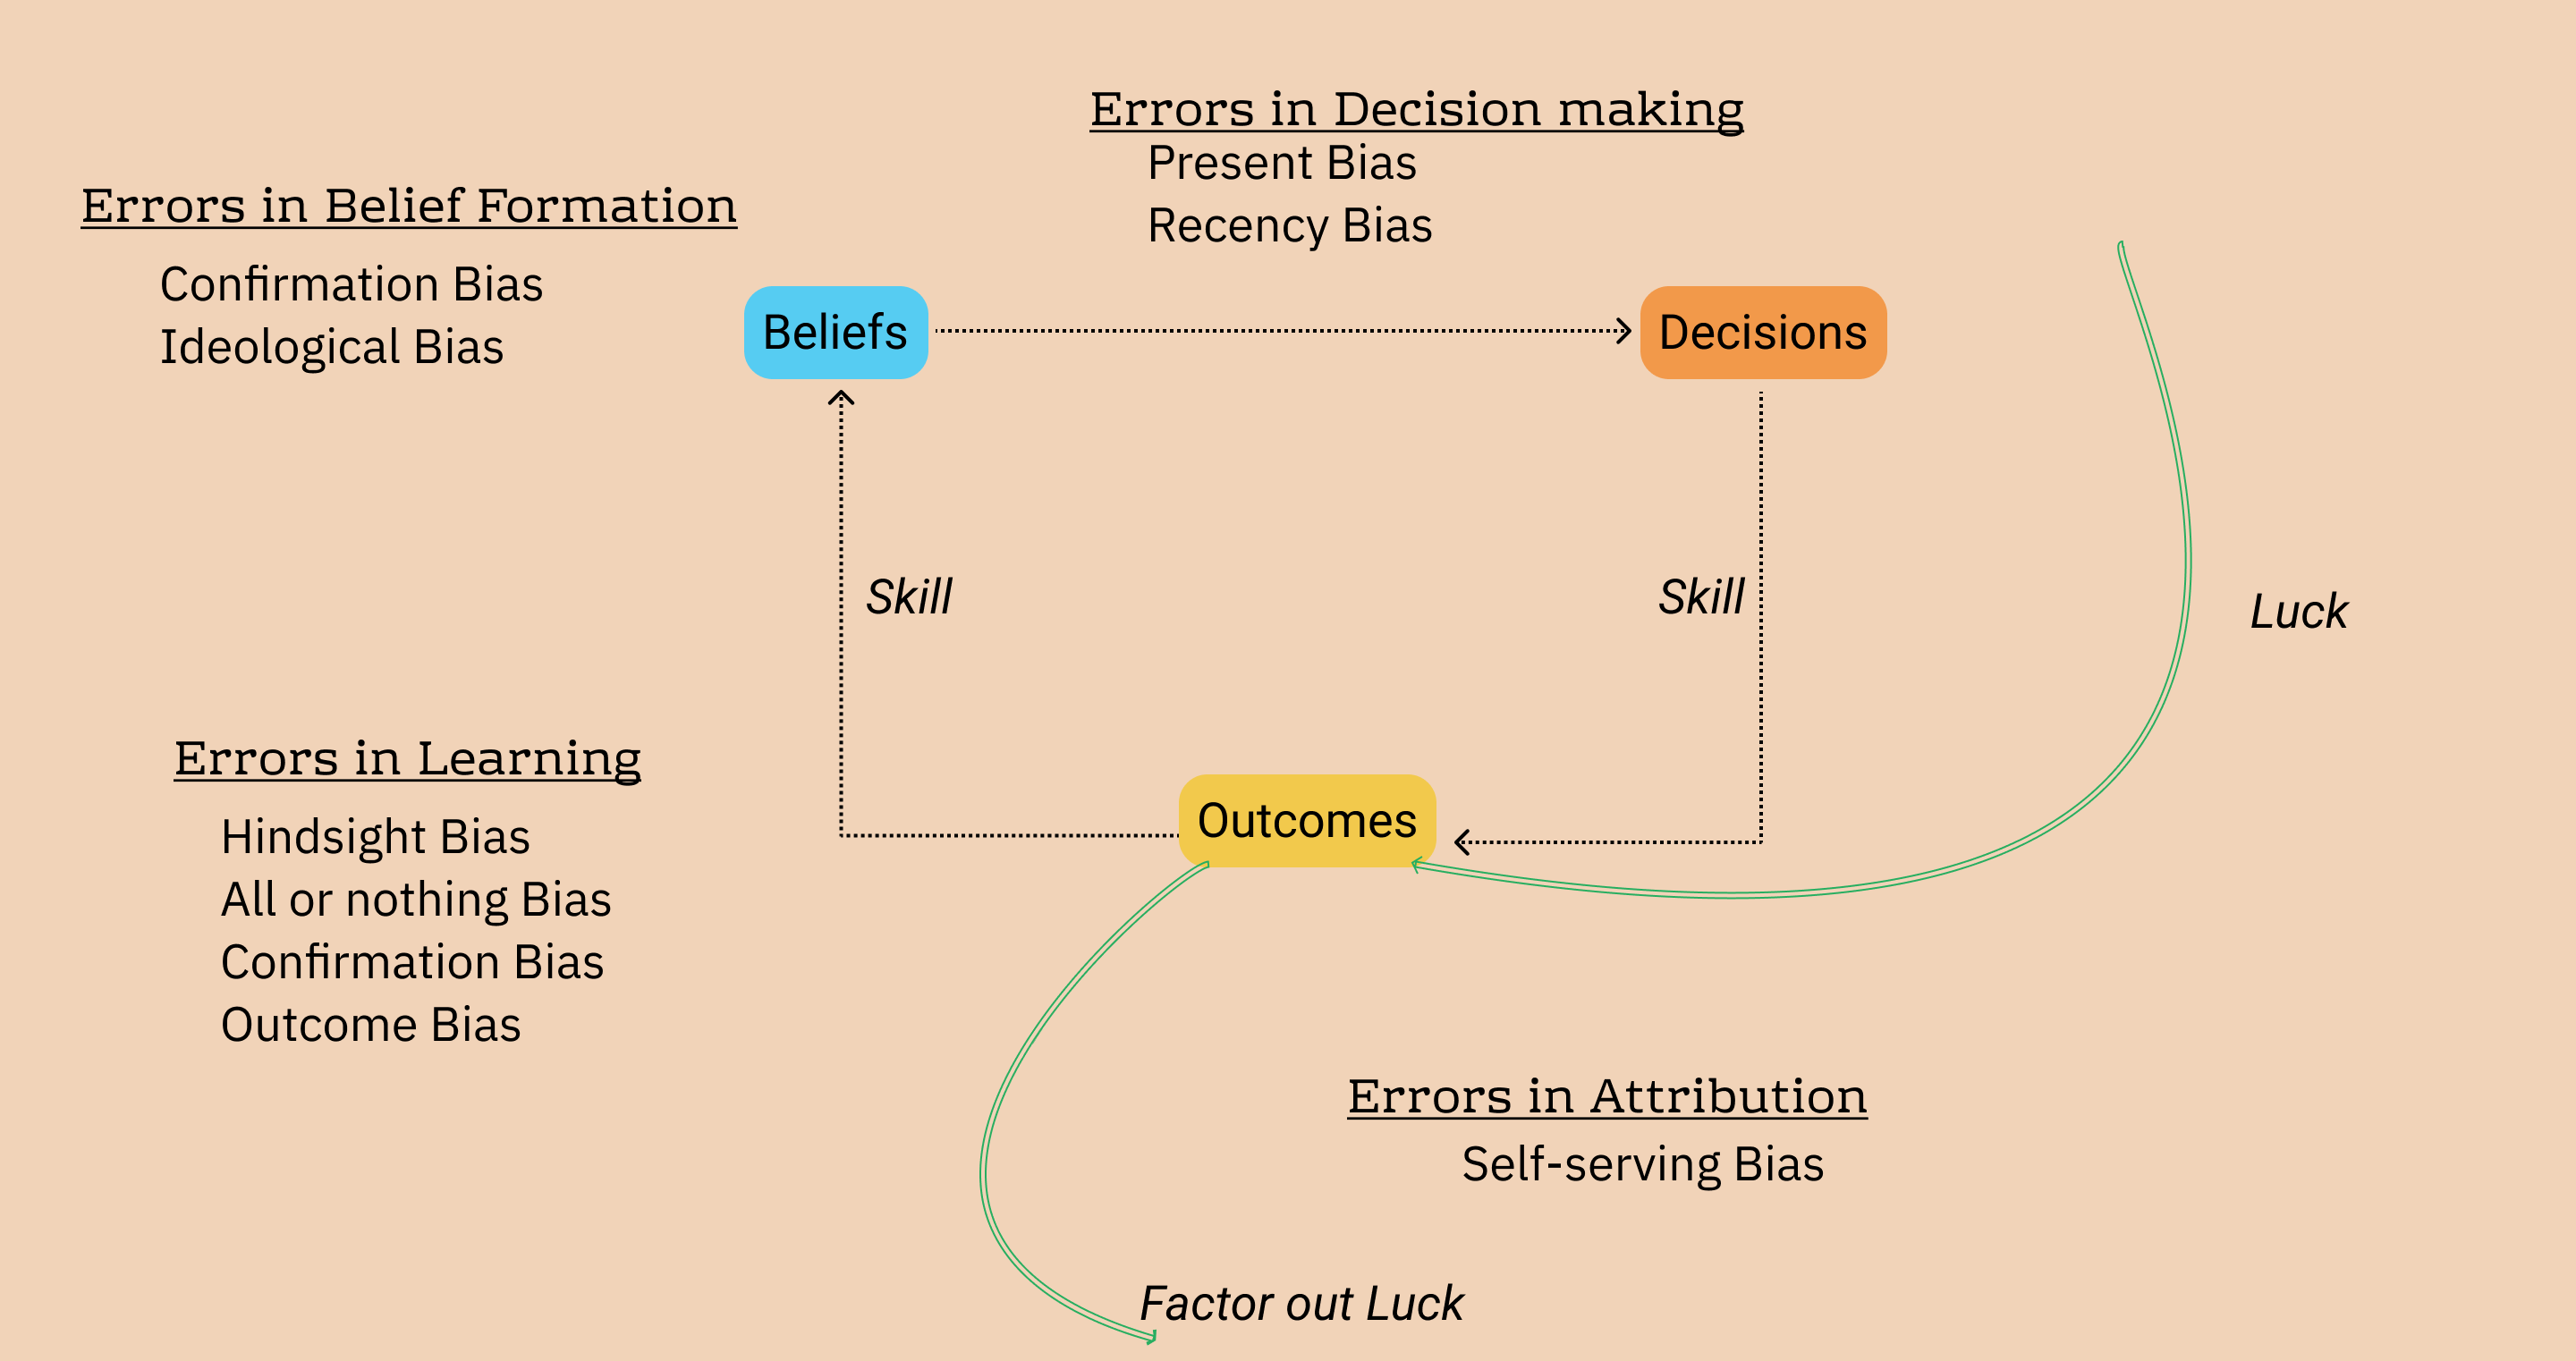 Errors in Decision making
Present Bias
Recency Bias
Errors in Belief Formation
Confirmation Bias
Ideological Bias
Beliefs
Decisions
Skill
Skill
Luck
Errors in Learning
Hindsight Bias
All or nothing Bias
Confirmation Bias
Outcome Bias
Outcomes
Errors in Attribution
Self-serving Bias
Factor out Luck